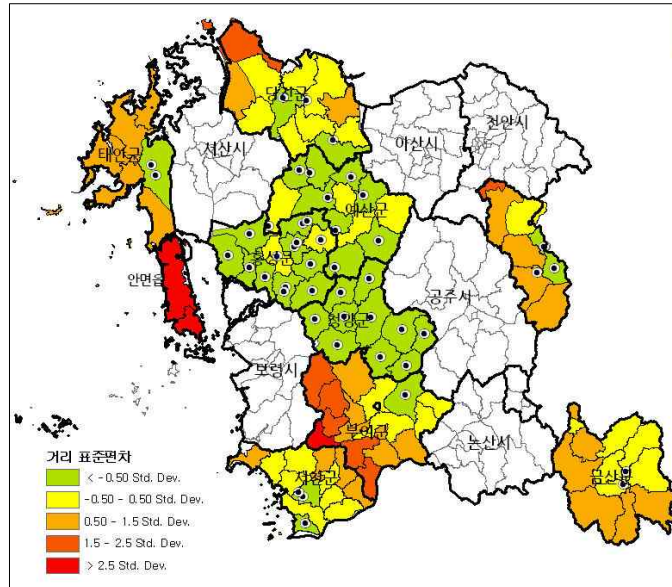 당진군
천안시
아산시
서산시
태안군
예산군
홍성군
안면읍
공주시
청양군
보령시
부여군
논산시
서천군
금산군
거리 표준편차
< -0.50 Std. Dev.
-0.50 - 0.50 Std. Dev.
0.50 - 1.5 Std. Dev.
1.5 - 2.5 Std. Dev.
> 2.5 Std. Dev.